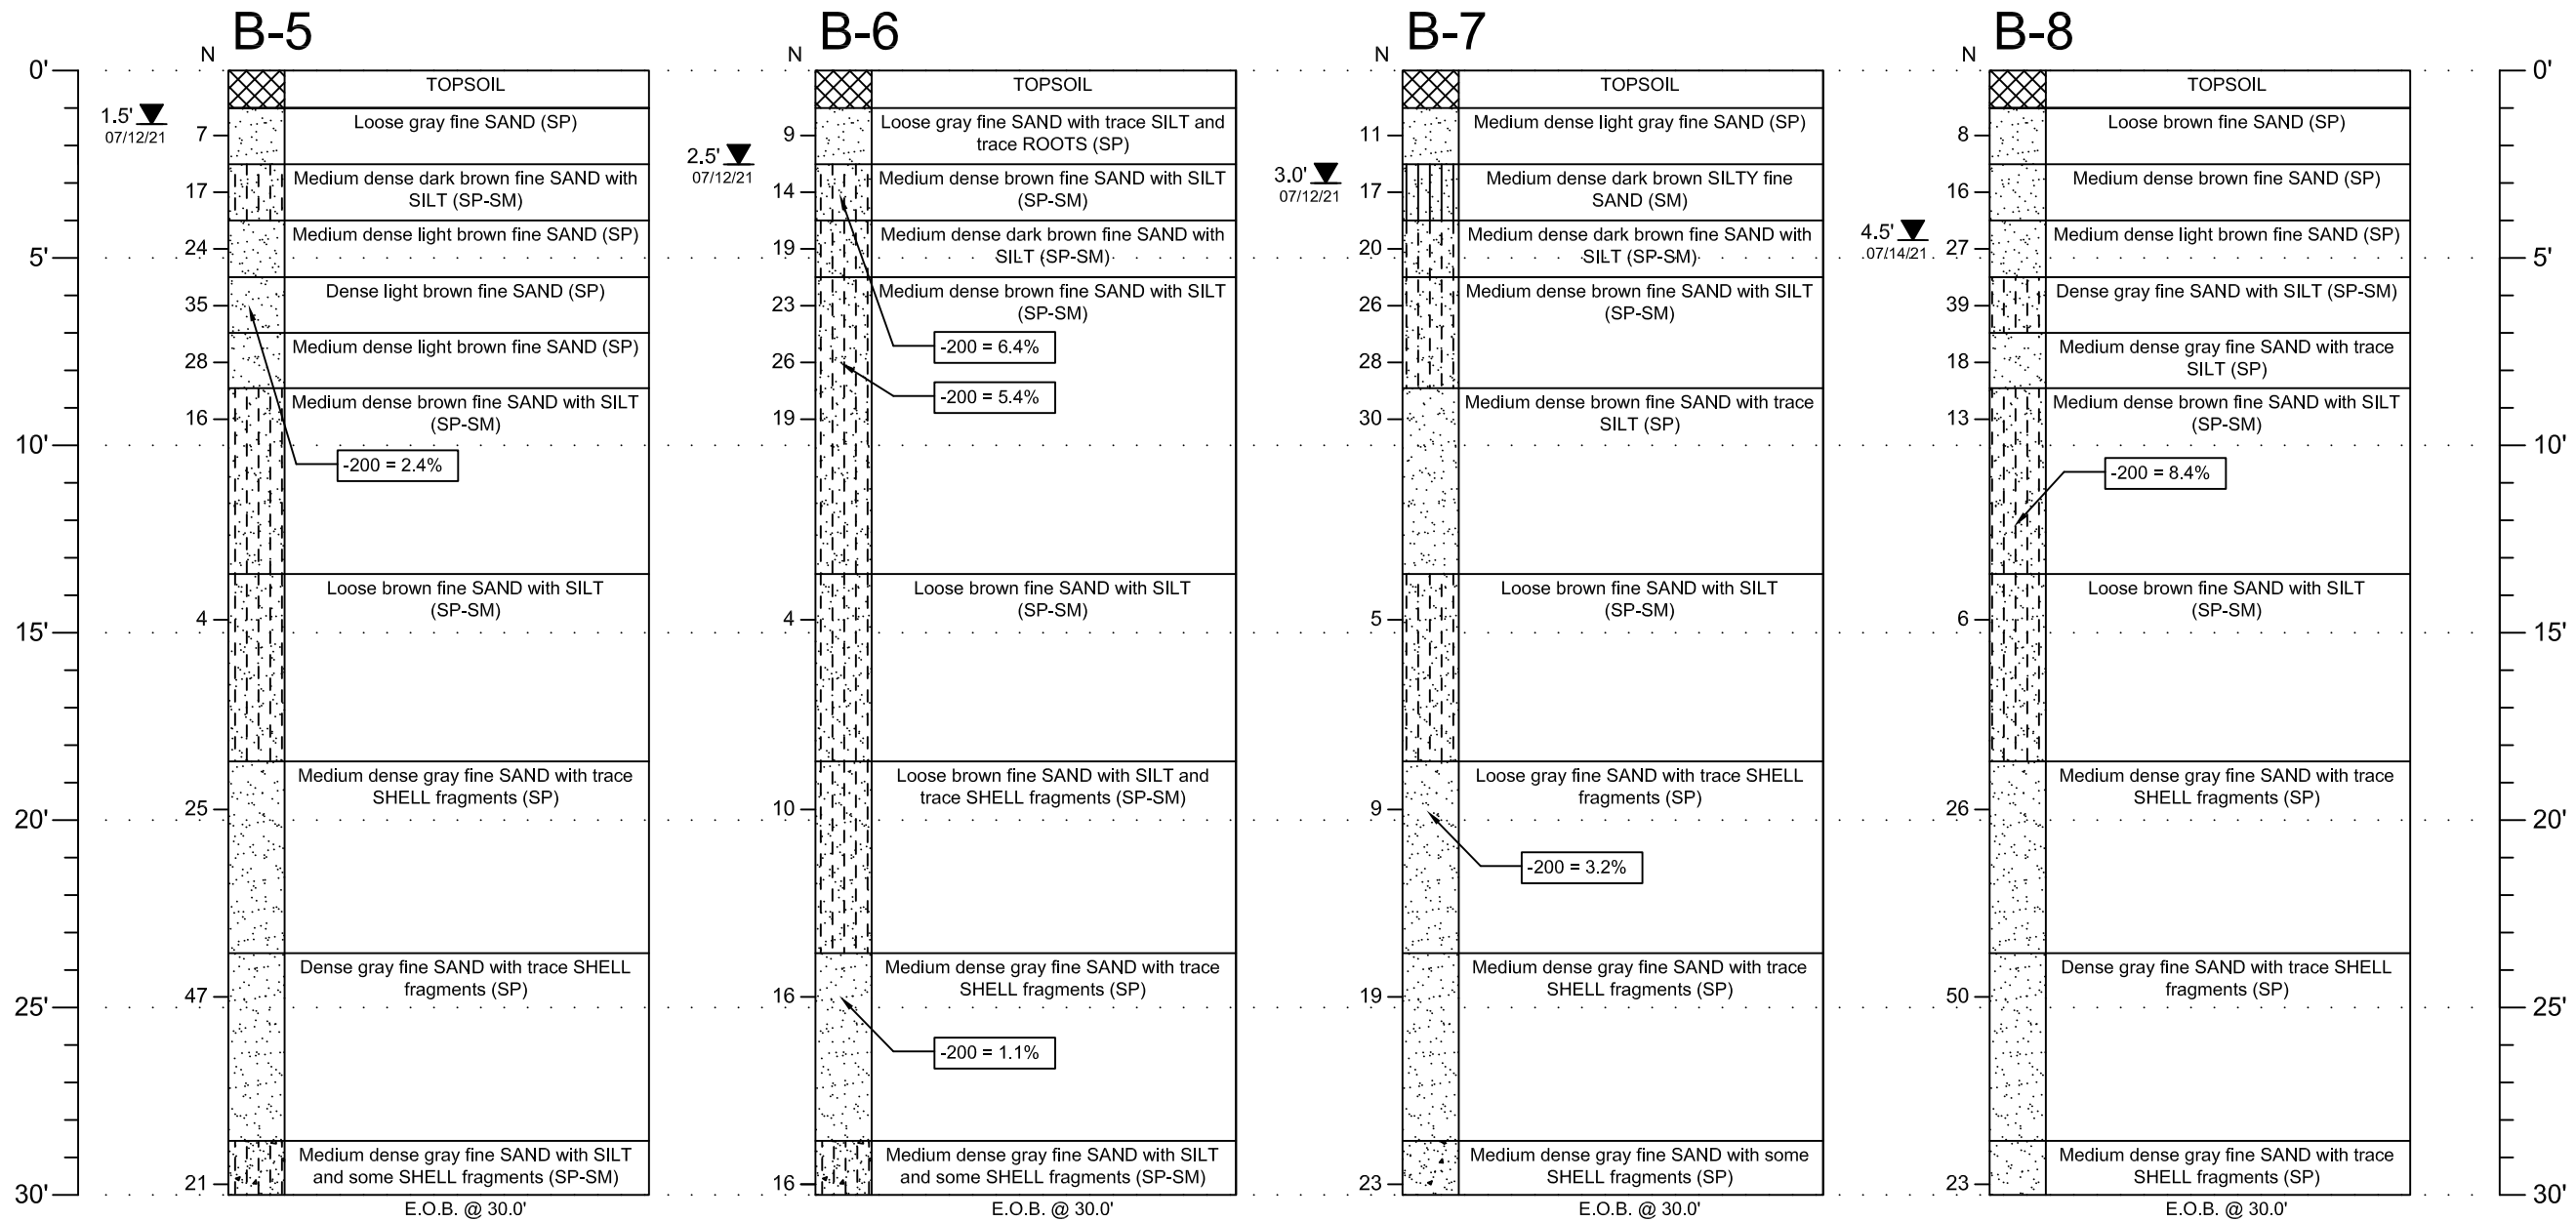 B-5
N
0'
5'
10'
15'
20'
25'
30'
1.5'
07/12/21
7
17
24
35
28
16
4
25
47
21
TOPSOIL
Loose gray fine SAND (SP)
Medium dense dark brown fine SAND with
SILT (SP-SM)
Medium dense light brown fine SAND (SP)
Dense light brown fine SAND (SP)
Medium dense light brown fine SAND (SP)
Medium dense brown fine SAND with SILT
(SP-SM)
-200 = 2.4%
Loose brown fine SAND with SILT
(SP-SM)
Medium dense gray fine SAND with trace
SHELL fragments (SP)
Dense gray fine SAND with trace SHELL
fragments (SP)
Medium dense gray fine SAND with SILT
and some SHELL fragments (SP-SM)
E.O.B. @ 30.0'
B-6
N
2.5'
07/12/21
9
14
19
23
26
19
4
10
16
16
TOPSOIL
Loose gray fine SAND with trace SILT and
trace ROOTS (SP)
Medium dense brown fine SAND with SILT
(SP-SM)
Medium dense dark brown fine SAND with
SILT (SP-SM)
Medium dense brown fine SAND with SILT
(SP-SM)
-200 = 6.4%
-200 = 5.4%
Loose brown fine SAND with SILT
(SP-SM)
Loose brown fine SAND with SILT and
trace SHELL fragments (SP-SM)
Medium dense gray fine SAND with trace
SHELL fragments (SP)
-200 = 1.1%
Medium dense gray fine SAND with SILT
and some SHELL fragments (SP-SM)
E.O.B. @ 30.0'
B-7
N
3.0'
07/12/21
11
17
20
26
28
30
5
9
19
23
TOPSOIL
Medium dense light gray fine SAND (SP)
Medium dense dark brown SILTY fine
SAND (SM)
Medium dense dark brown fine SAND with
SILT (SP-SM)
Medium dense brown fine SAND with SILT
(SP-SM)
Medium dense brown fine SAND with trace
SILT (SP)
Loose brown fine SAND with SILT
(SP-SM)
Loose gray fine SAND with trace SHELL
fragments (SP)
-200 = 3.2%
Medium dense gray fine SAND with trace
SHELL fragments (SP)
Medium dense gray fine SAND with some
SHELL fragments (SP)
E.O.B. @ 30.0'
B-8
N
4.5'
07/14/21
8
16
27
39
18
13
6
26
50
23
TOPSOIL
Loose brown fine SAND (SP)
Medium dense brown fine SAND (SP)
Medium dense light brown fine SAND (SP)
Dense gray fine SAND with SILT (SP-SM)
Medium dense gray fine SAND with trace
SILT (SP)
Medium dense brown fine SAND with SILT
(SP-SM)
-200 = 8.4%
Loose brown fine SAND with SILT
(SP-SM)
Medium dense gray fine SAND with trace
SHELL fragments (SP)
Dense gray fine SAND with trace SHELL
fragments (SP)
Medium dense gray fine SAND with trace
SHELL fragments (SP)
E.O.B. @ 30.0'
0'
5'
10'
15'
20'
25'
30'